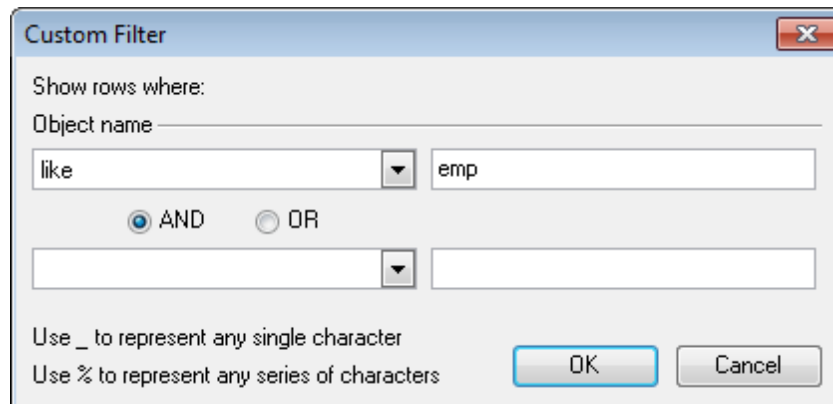 Custom Filter
Show rows where:
Object name
like emp
AND OR
Use _ to represent any single character
Use % to represent any series of characters
OK Cancel